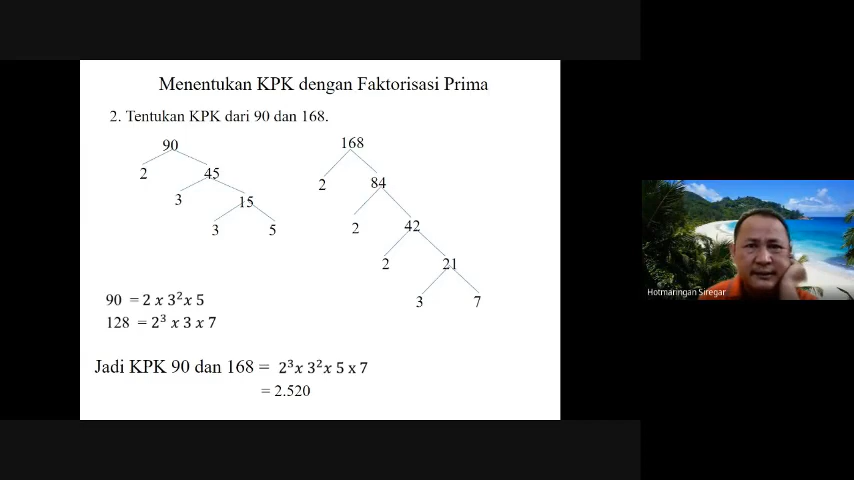 Menentukan KPK dengan Faktorisasi Prima
2. Tentukan KPK dari 90 dan 168.
90 168
2 45 2 84
3 15 2 42
3 5 2 21
3 7
90 = 2 x 3² x 5
128 = 2³ x 3 x 7
Jadi KPK 90 dan 168 = 2³x 3²x 5 x 7
= 2.520
Hotmaringan Siregar